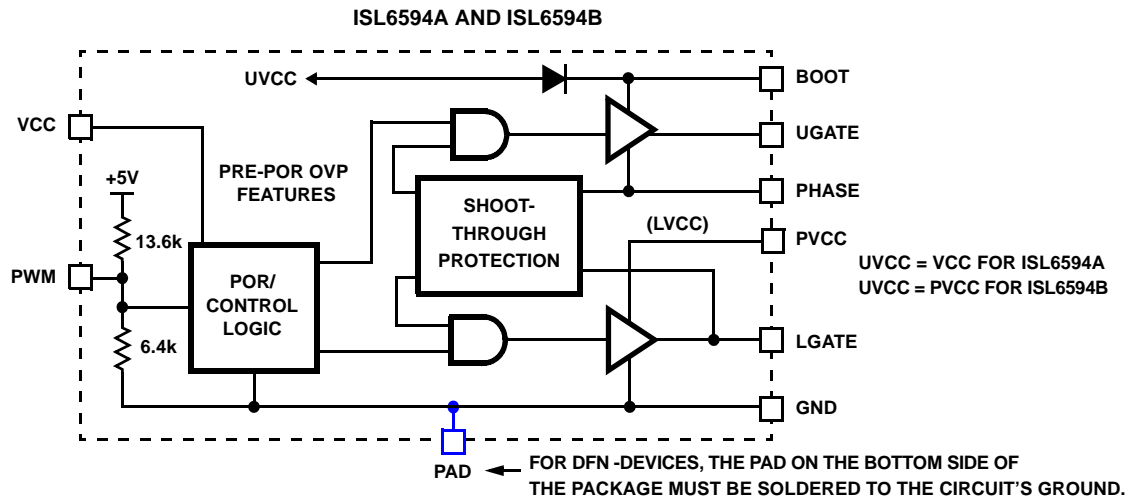 ISL6594A AND ISL6594B
UVCC
BOOT
VCC
UGATE
+5V
PRE-POR OVP
FEATURES
PHASE
SHOOT-
THROUGH
PROTECTION
(LVCC)
PVCC
13.6k
UVCC = VCC FOR ISL6594A
UVCC = PVCC FOR ISL6594B
PWM
POR/
CONTROL
LOGIC
6.4k
LGATE
GND
PAD
FOR DFN -DEVICES, THE PAD ON THE BOTTOM SIDE OF
THE PACKAGE MUST BE SOLDERED TO THE CIRCUIT'S GROUND.